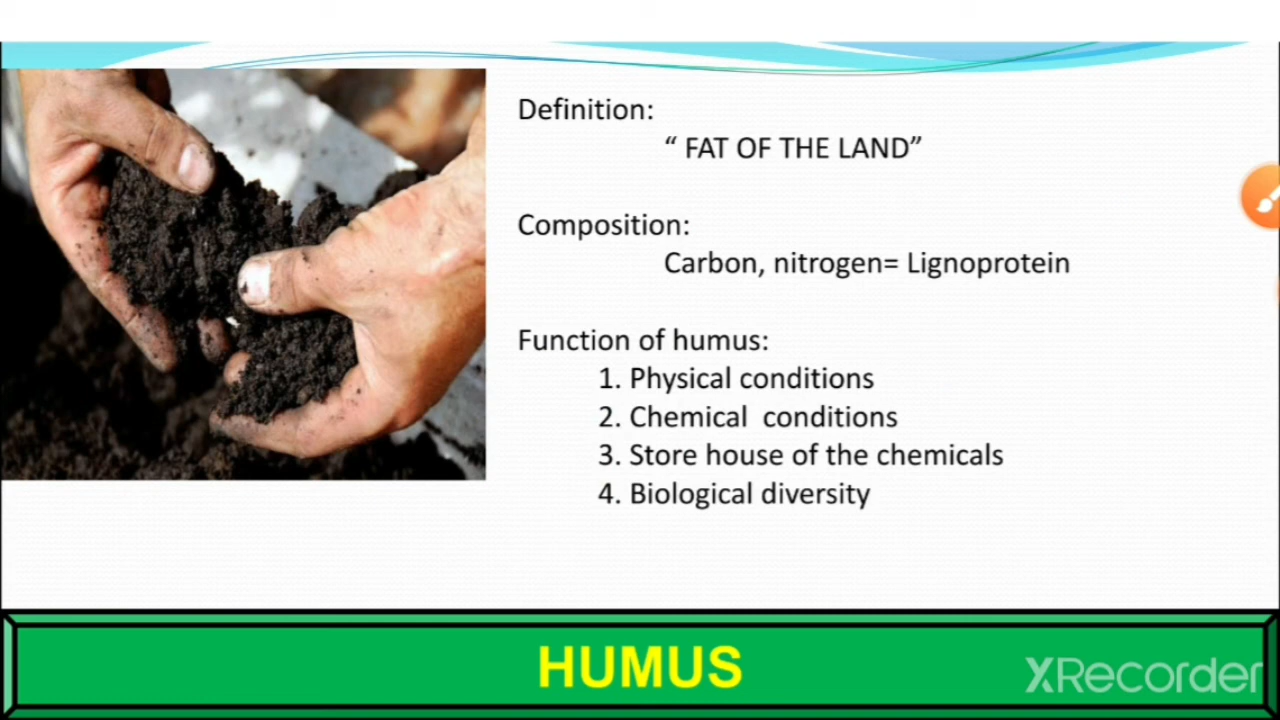 Definition:
“ FAT OF THE LAND”
Composition:
Carbon, nitrogen= Lignoprotein
Function of humus:
1. Physical conditions
2. Chemical  conditions
3. Store house of the chemicals
4. Biological diversity
HUMUS
XRecorder